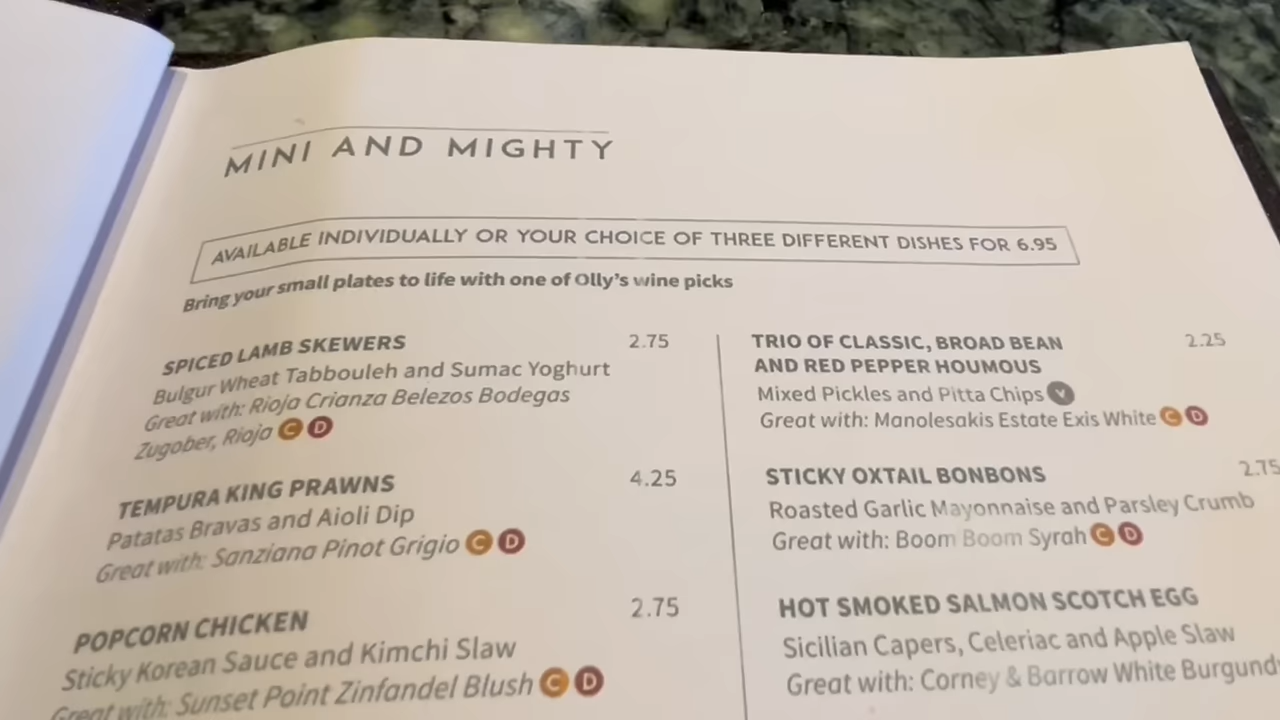 MINI AND MIGHTY
AVAILABLE INDIVIDUALLY OR YOUR CHOICE OF THREE DIFFERENT DISHES FOR 6.95
Bring your small plates to life with one of Olly's wine picks
SPICED LAMB SKEWERS 2.75
Bulgur Wheat Tabbouleh and Sumac Yoghurt
Great with: Rioja Crianza Belezos Bodegas
Zugober, Rioja C D
TEMPURA KING PRAWNS 4.25
Patatas Bravas and Aioli Dip
Great with: Sanziana Pinot Grigio C D
POPCORN CHICKEN 2.75
Sticky Korean Sauce and Kimchi Slaw
Great with: Sunset Point Zinfandel Blush C D
TRIO OF CLASSIC, BROAD BEAN 2.25
AND RED PEPPER HOUMOUS
Mixed Pickles and Pitta Chips V
Great with: Manolesakis Estate Exis White C D
STICKY OXTAIL BONBONS 2.75
Roasted Garlic Mayonnaise and Parsley Crumb
Great with: Boom Boom Syrah C D
HOT SMOKED SALMON SCOTCH EGG
Sicilian Capers, Celeriac and Apple Slaw
Great with: Corney & Barrow White Burgundy